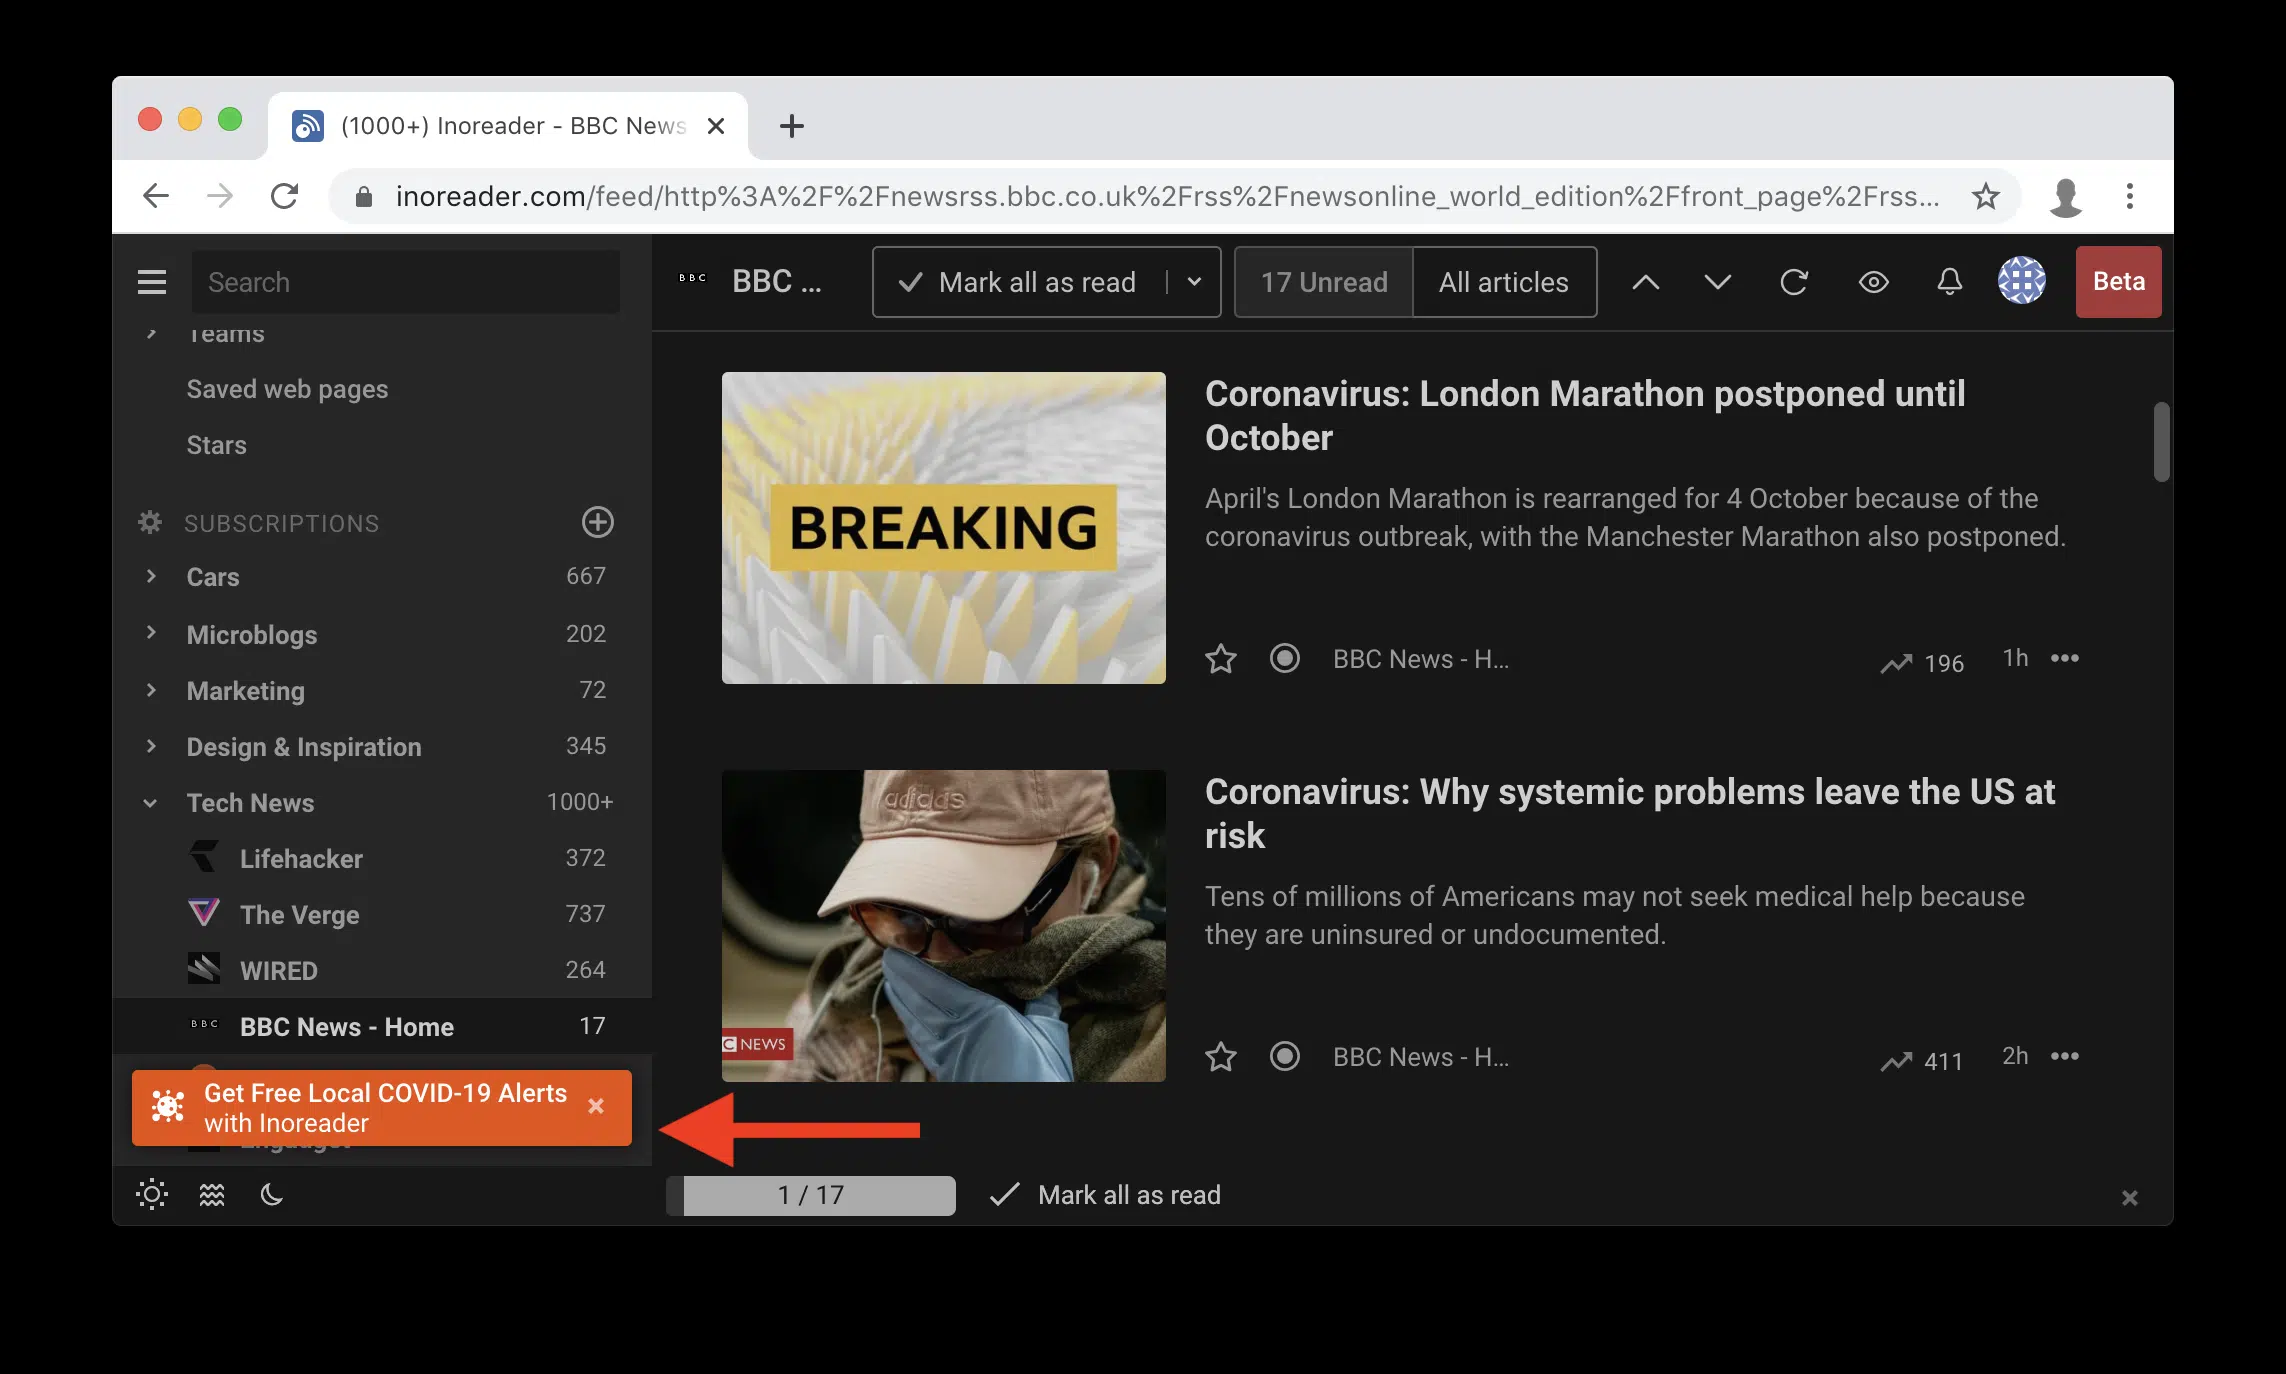 (1000+) Inoreader - BBC News
inoreader.com/feed/http%3A%2F%2Fnewsrss.bbc.co.uk%2Frss%2Fnewsonline_world_edition%2Ffront_page%2Frss...
Search
Teams
Saved web pages
Stars
SUBSCRIPTIONS
Cars 667
Microblogs 202
Marketing 72
Design & Inspiration 345
Tech News 1000+
Lifehacker 372
The Verge 737
WIRED 264
BBC BBC News - Home 17
Get Free Local COVID-19 Alerts
with Inoreader
BBC BBC ... Mark all as read 17 Unread All articles Beta
BREAKING
Coronavirus: London Marathon postponed until
October
April's London Marathon is rearranged for 4 October because of the
coronavirus outbreak, with the Manchester Marathon also postponed.
BBC News - H... 196 1h
adidas
C NEWS
Coronavirus: Why systemic problems leave the US at
risk
Tens of millions of Americans may not seek medical help because
they are uninsured or undocumented.
BBC News - H... 411 2h
1 / 17 Mark all as read